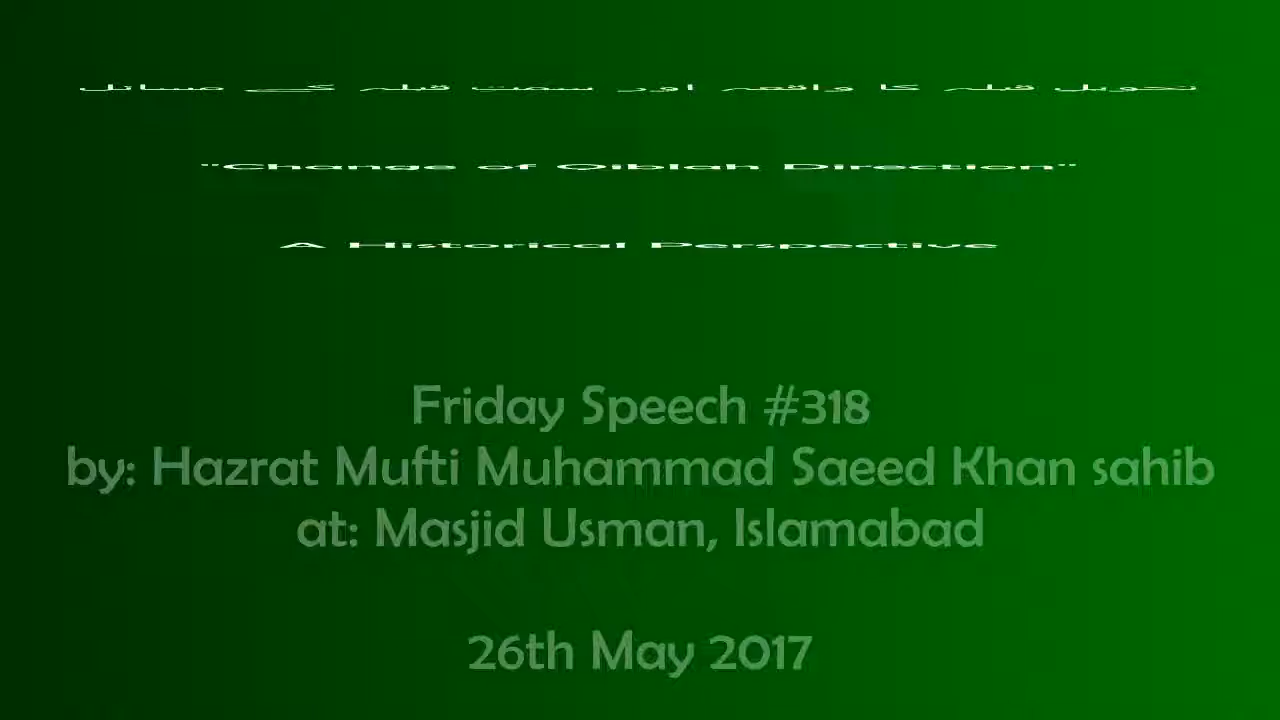 تحویل قبلہ کا واقعہ اور سمت قبلہ کے مسائل
"Change of Qiblah Direction"
A Historical Perspective
Friday Speech #318
by: Hazrat Mufti Muhammad Saeed Khan sahib
at: Masjid Usman, Islamabad
26th May 2017